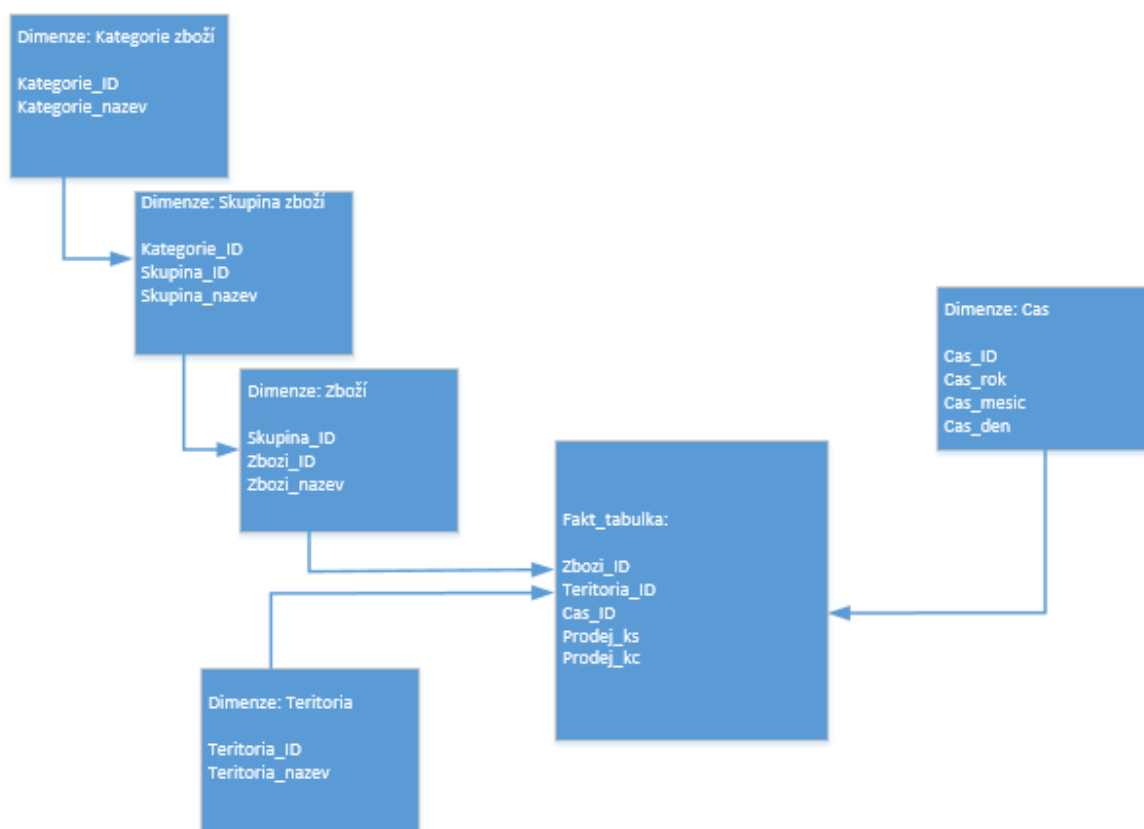 Dimenze: Kategorie zboží
Kategorie_ID
Kategorie_nazev
Dimenze: Skupina zboží
Kategorie_ID
Skupina_ID
Skupina_nazev
Dimenze: Zboží
Skupina_ID
Zbozi_ID
Zbozi_nazev
Dimenze: Cas
Cas_ID
Cas_rok
Cas_mesic
Cas_den
Fakt_tabulka:
Zbozi_ID
Teritoria_ID
Cas_ID
Prodej_ks
Prodej_kc
Dimenze: Teritoria
Teritoria_ID
Teritoria_nazev